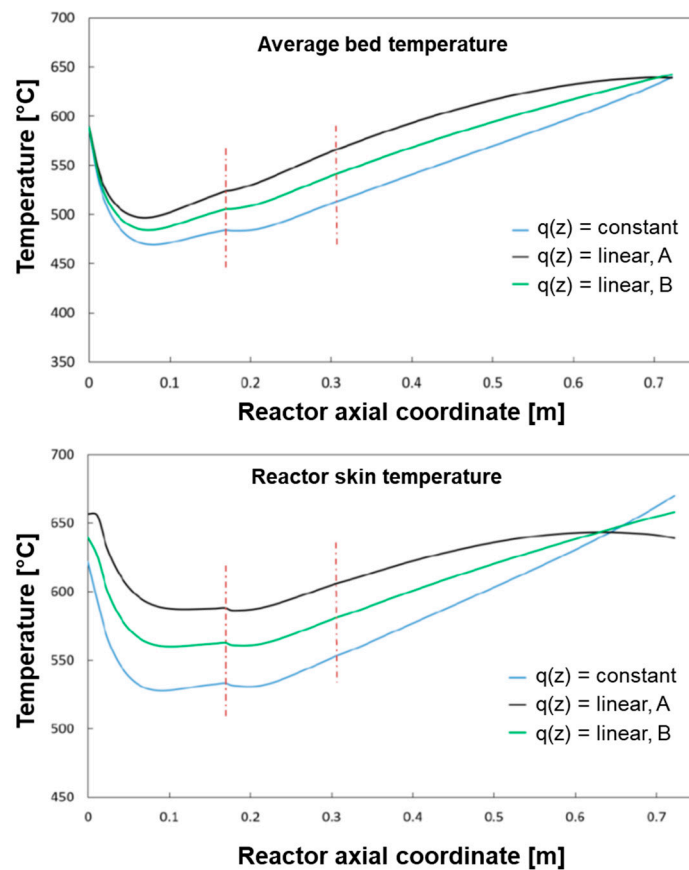 700
Average bed temperature
650
600
550
500
450
400
350
Temperature [°C]
q(z) = constant
q(z) = linear, A
q(z) = linear, B
0 0.1 0.2 0.3 0.4 0.5 0.6 0.7
Reactor axial coordinate [m]
700
Reactor skin temperature
650
600
550
500
450
Temperature [°C]
q(z) = constant
q(z) = linear, A
q(z) = linear, B
0 0.1 0.2 0.3 0.4 0.5 0.6 0.7
Reactor axial coordinate [m]